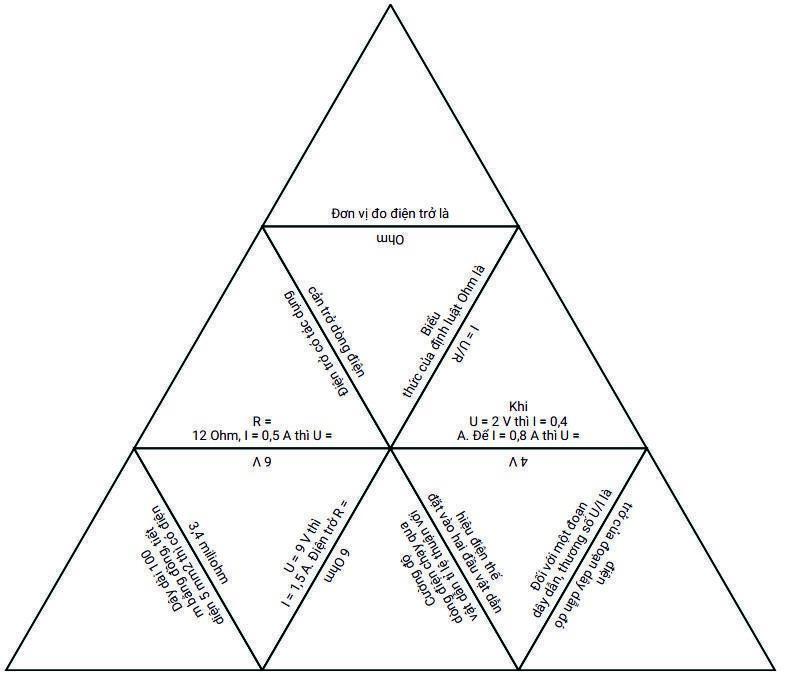 Đơn vị đo điện trở là
Ohm
cản trở dòng điện
Điện trở có tác dụng
Biểu
thức của định luật Ohm là
I = U/R
R =
12 Ohm, I = 0,5 A thì U =
6 V
Khi
U = 2 V thì I = 0,4
A. Để I = 0,8 A thì U =
4 V
3,4 miliohm
Dây dài 100
m bằng đồng tiết
diện 5 mm2 thì có điện
U = 9 V thì
I = 1,5 A. Điện trở R =
6 Ohm
hiệu điện thế
đặt vào hai đầu vật dẫn
Cường độ
dòng điện chạy qua
vật dẫn tỉ lệ thuận với
Đối với một đoạn
dây dẫn, thương số U/I là
điện
trở của đoạn dây dẫn đó